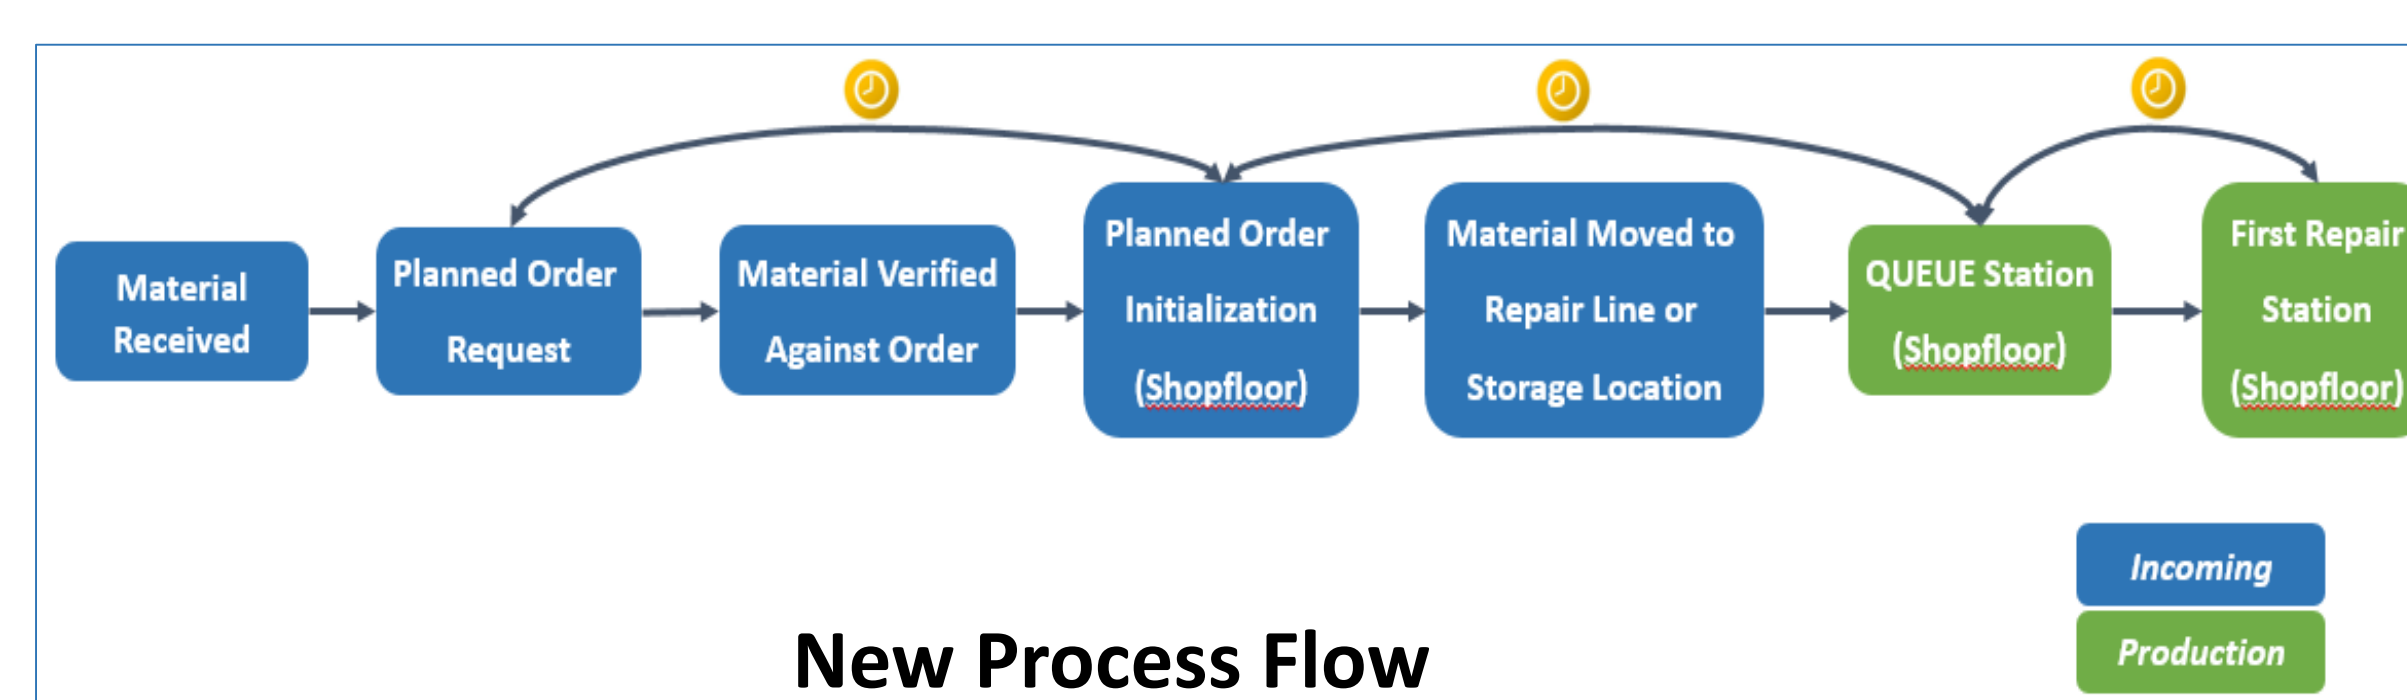 Material
Received
Planned Order
Request
Material Verified
Against Order
Planned Order
Initialization
(Shopfloor)
Material Moved to
Repair Line or
Storage Location
QUEUE Station
(Shopfloor)
First Repair
Station
(Shopfloor)
Incoming
Production
New Process Flow